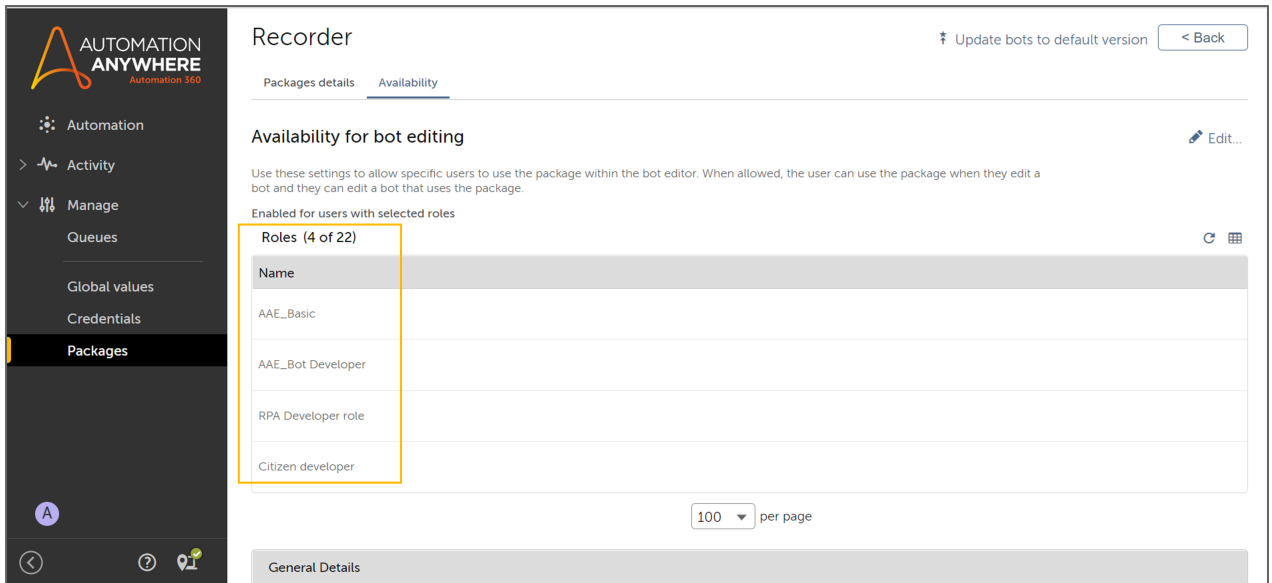 AUTOMATION
ANYWHERE
Automation 360
Automation
Activity
Manage
Queues
Global values
Credentials
Packages
A
Recorder
Update bots to default version
< Back
Packages details
Availability
Availability for bot editing
Edit...
Use these settings to allow specific users to use the package within the bot editor. When allowed, the user can use the package when they edit a
bot and they can edit a bot that uses the package.
Enabled for users with selected roles
Roles (4 of 22)
Name
AAE_Basic
AAE_Bot Developer
RPA Developer role
Citizen developer
100 per page
General Details